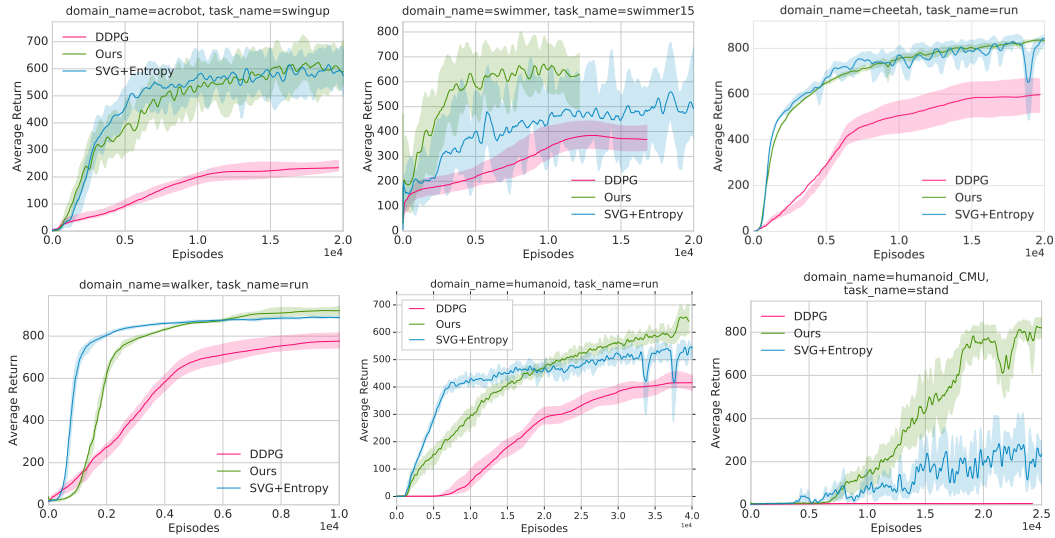 domain_name=acrobot, task_name=swingup
Average Return
700
600
500
400
300
200
100
0
DDPG
Ours
SVG+Entropy
0.0 0.5 1.0 1.5 2.0
Episodes
1e4
domain_name=swimmer, task_name=swimmer15
Average Return
800
700
600
500
400
300
200
100
0
DDPG
Ours
SVG+Entropy
0.0 0.5 1.0 1.5 2.0
Episodes
1e4
domain_name=cheetah, task_name=run
Average Return
800
600
400
200
0
DDPG
Ours
SVG+Entropy
0.0 0.5 1.0 1.5 2.0
Episodes
1e4
domain_name=walker, task_name=run
Average Return
800
600
400
200
0
DDPG
Ours
SVG+Entropy
0.0 0.2 0.4 0.6 0.8 1.0
Episodes
1e4
domain_name=humanoid, task_name=run
Average Return
700
600
500
400
300
200
100
0
DDPG
Ours
SVG+Entropy
0.0 0.5 1.0 1.5 2.0 2.5 3.0 3.5 4.0
Episodes
1e4
domain_name=humanoid_CMU,
task_name=stand
Average Return
800
600
400
200
0
DDPG
Ours
SVG+Entropy
0.0 0.5 1.0 1.5 2.0 2.5
Episodes
1e4